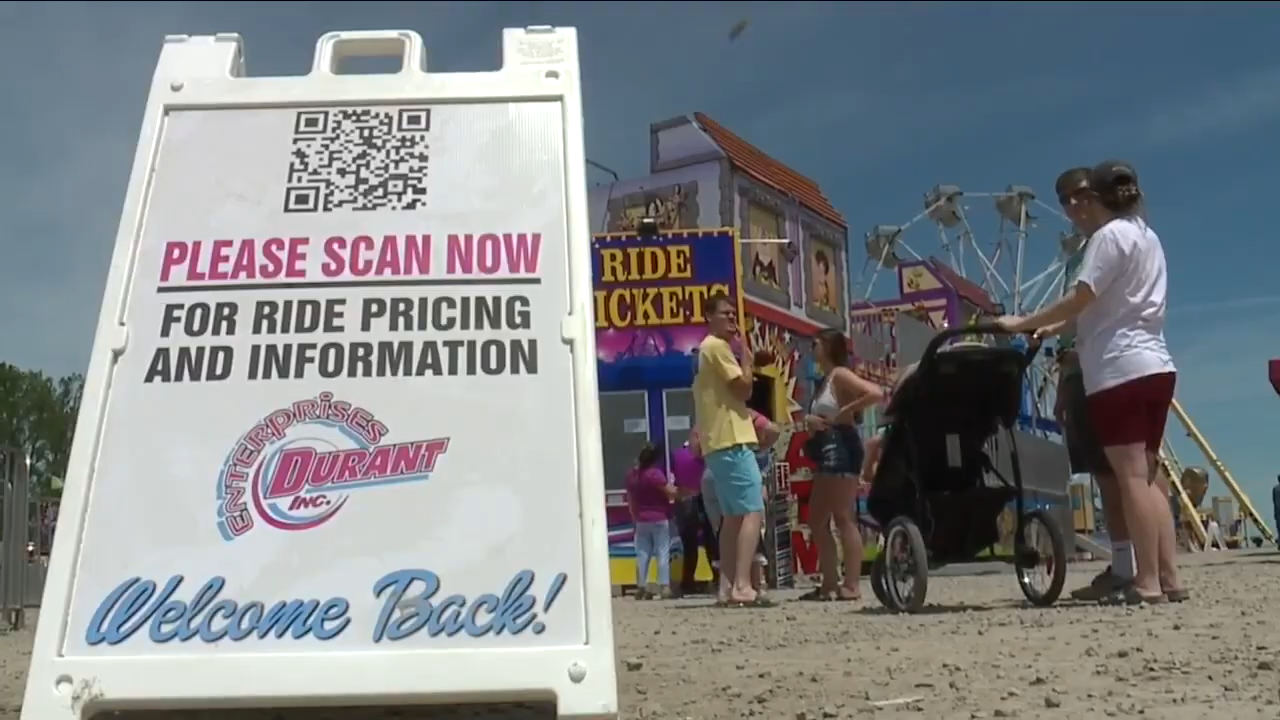 PLEASE SCAN NOW
FOR RIDE PRICING
AND INFORMATION
ENTERPRISES
DURANT
INC.
Welcome Back!
RIDE
TICKETS